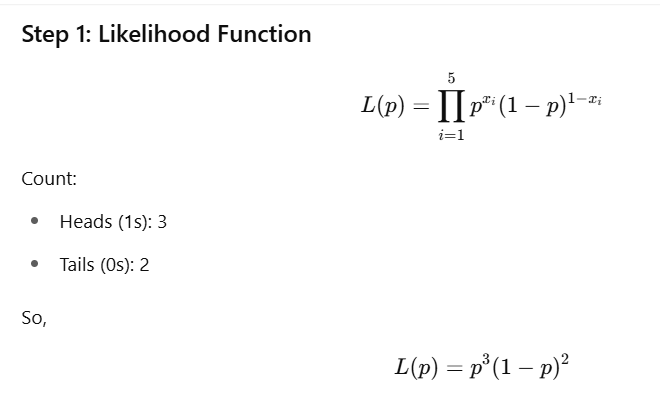 Step 1: Likelihood Function
L(p) = ∏_{i=1}^{5} p^{x_i}(1 − p)^{1−x_i}
Count:
• Heads (1s): 3
• Tails (0s): 2
So,
L(p) = p^3(1 − p)^2